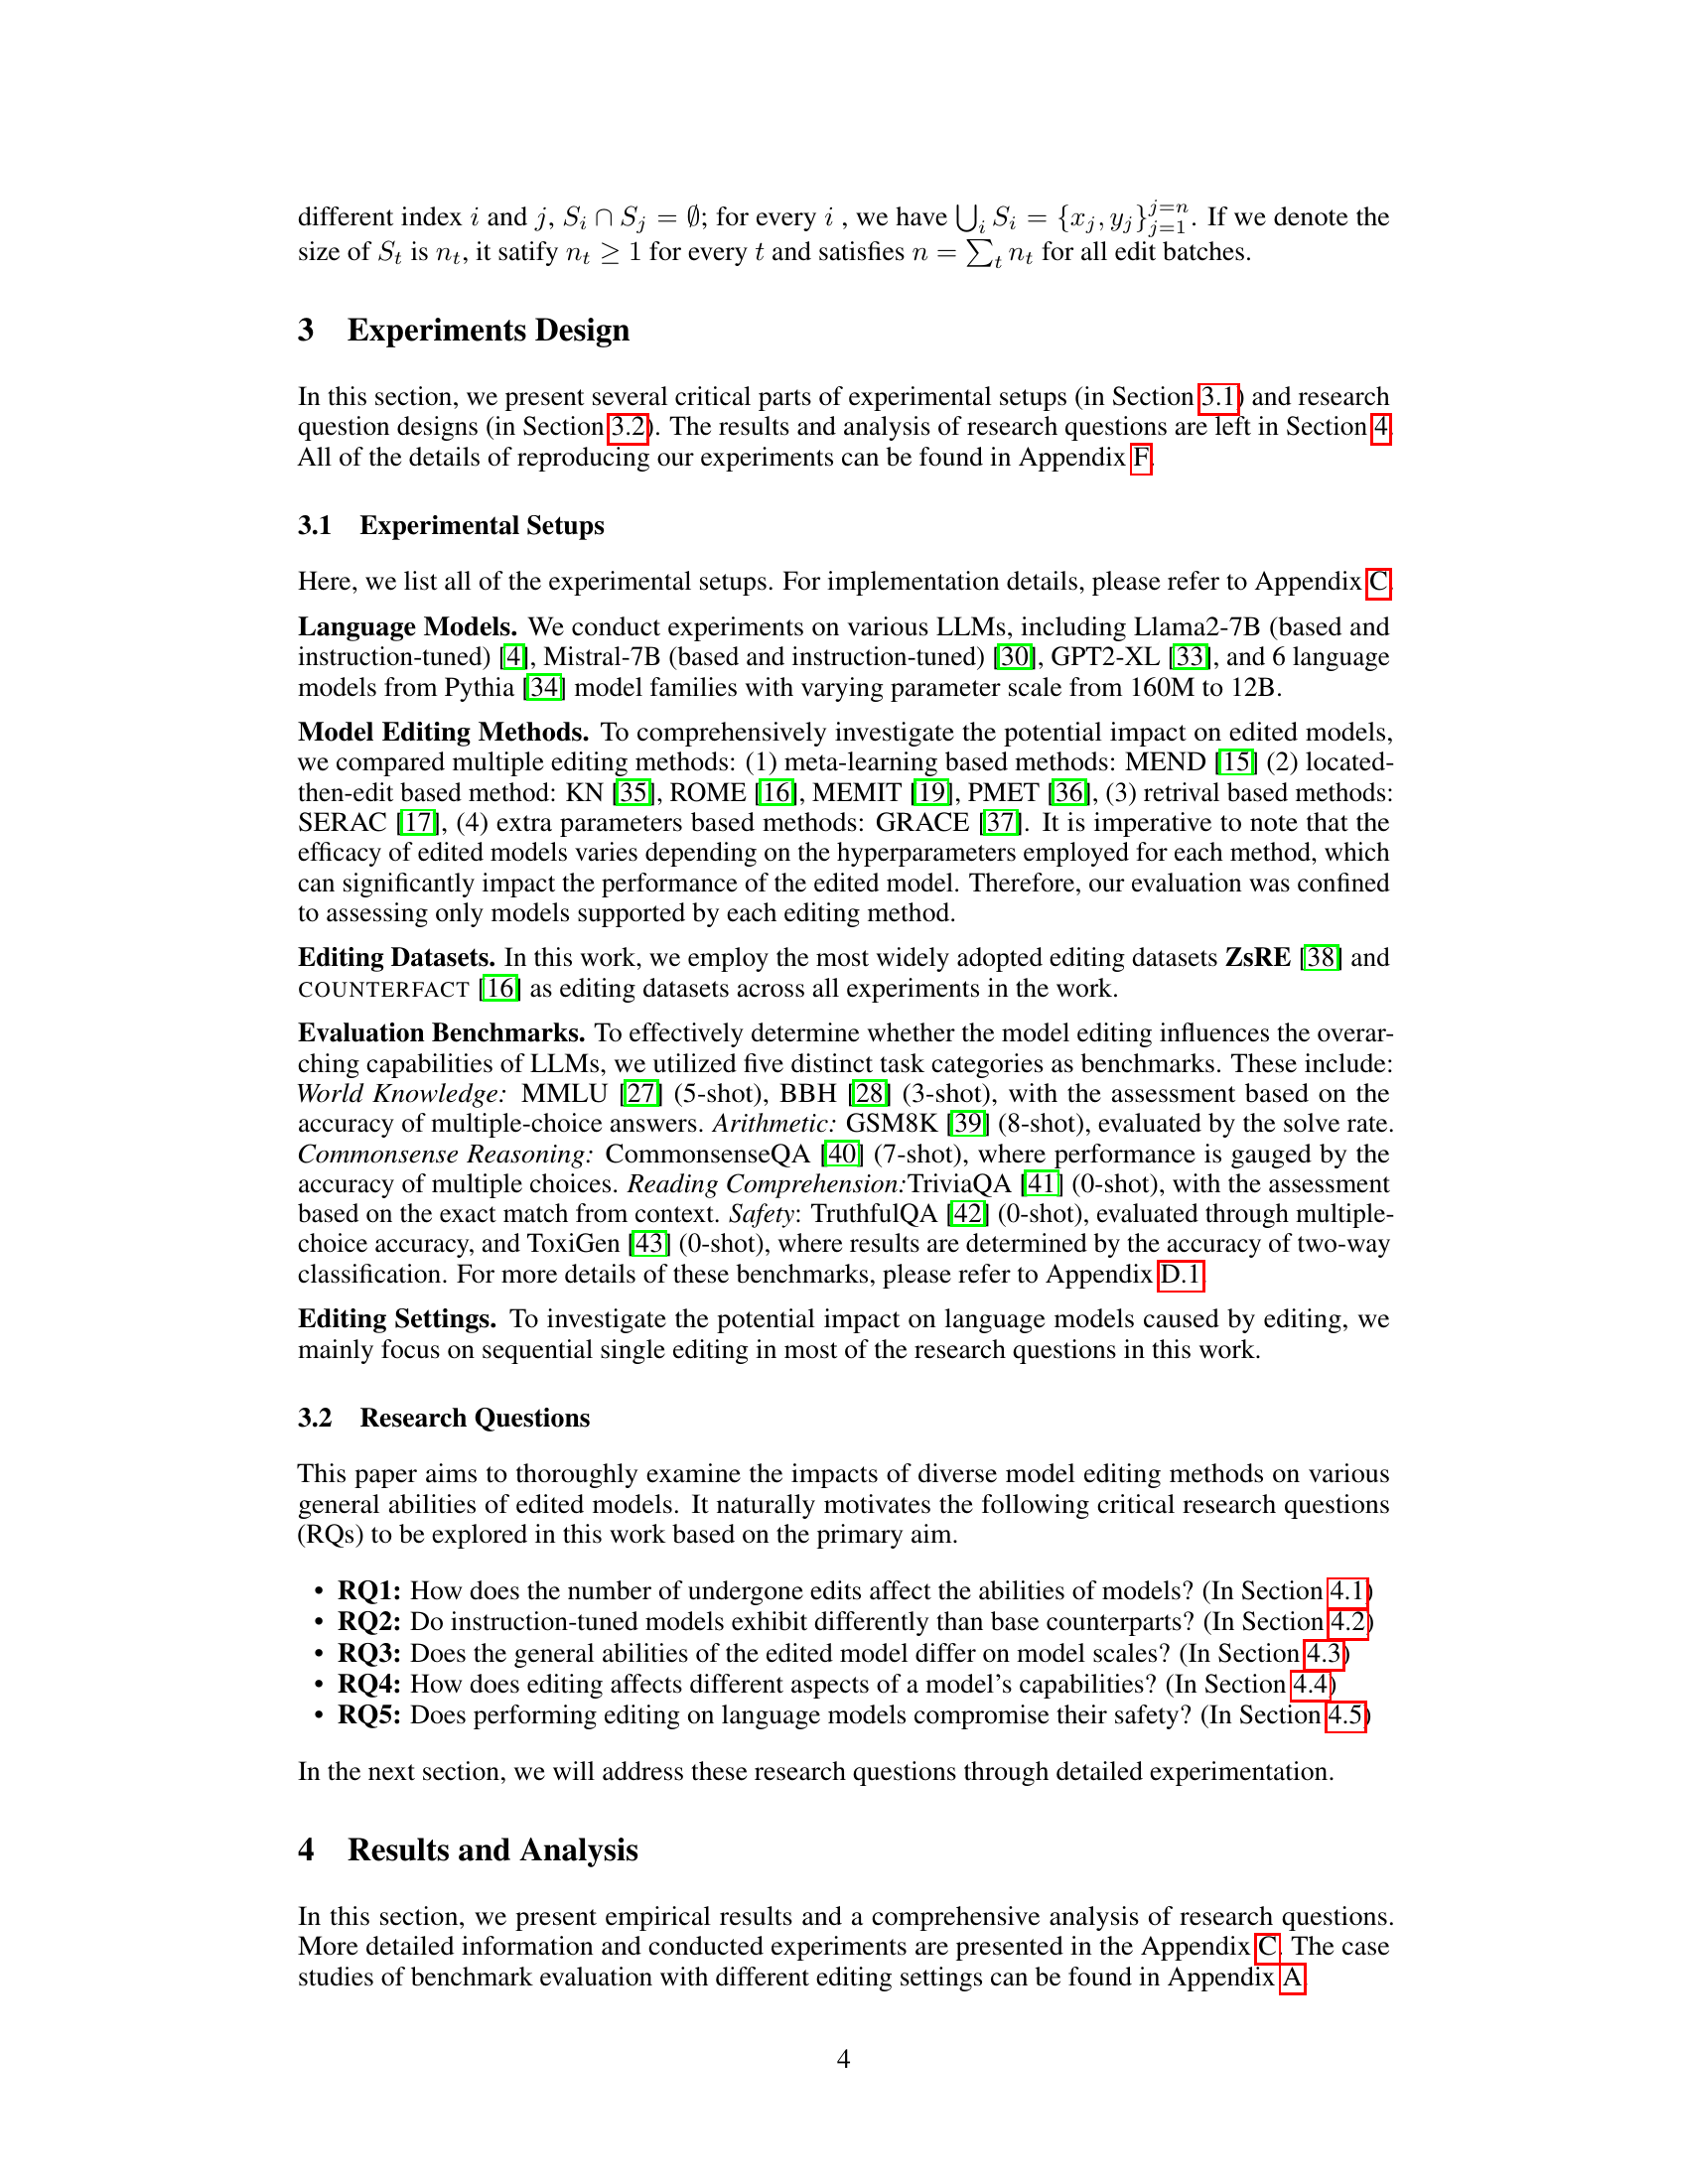 different index i and j, S_i ∩ S_j = ∅; for every i , we have ⋃_i S_i = {x_j, y_j}_{j=1}^{j=n}. If we denote the
size of S_t is n_t, it satify n_t ≥ 1 for every t and satisfies n = ∑_t n_t for all edit batches.
3 Experiments Design
In this section, we present several critical parts of experimental setups (in Section 3.1) and research
question designs (in Section 3.2). The results and analysis of research questions are left in Section 4.
All of the details of reproducing our experiments can be found in Appendix F.
3.1 Experimental Setups
Here, we list all of the experimental setups. For implementation details, please refer to Appendix C.
Language Models. We conduct experiments on various LLMs, including Llama2-7B (based and
instruction-tuned) [4], Mistral-7B (based and instruction-tuned) [30], GPT2-XL [33], and 6 language
models from Pythia [34] model families with varying parameter scale from 160M to 12B.
Model Editing Methods. To comprehensively investigate the potential impact on edited models,
we compared multiple editing methods: (1) meta-learning based methods: MEND [15] (2) located-
then-edit based method: KN [35], ROME [16], MEMIT [19], PMET [36], (3) retrival based methods:
SERAC [17], (4) extra parameters based methods: GRACE [37]. It is imperative to note that the
efficacy of edited models varies depending on the hyperparameters employed for each method, which
can significantly impact the performance of the edited model. Therefore, our evaluation was confined
to assessing only models supported by each editing method.
Editing Datasets. In this work, we employ the most widely adopted editing datasets ZsRE [38] and
COUNTERFACT [16] as editing datasets across all experiments in the work.
Evaluation Benchmarks. To effectively determine whether the model editing influences the overar-
ching capabilities of LLMs, we utilized five distinct task categories as benchmarks. These include:
World Knowledge: MMLU [27] (5-shot), BBH [28] (3-shot), with the assessment based on the
accuracy of multiple-choice answers. Arithmetic: GSM8K [39] (8-shot), evaluated by the solve rate.
Commonsense Reasoning: CommonsenseQA [40] (7-shot), where performance is gauged by the
accuracy of multiple choices. Reading Comprehension:TriviaQA [41] (0-shot), with the assessment
based on the exact match from context. Safety: TruthfulQA [42] (0-shot), evaluated through multiple-
choice accuracy, and ToxiGen [43] (0-shot), where results are determined by the accuracy of two-way
classification. For more details of these benchmarks, please refer to Appendix D.1.
Editing Settings. To investigate the potential impact on language models caused by editing, we
mainly focus on sequential single editing in most of the research questions in this work.
3.2 Research Questions
This paper aims to thoroughly examine the impacts of diverse model editing methods on various
general abilities of edited models. It naturally motivates the following critical research questions
(RQs) to be explored in this work based on the primary aim.
• RQ1: How does the number of undergone edits affect the abilities of models? (In Section 4.1)
• RQ2: Do instruction-tuned models exhibit differently than base counterparts? (In Section 4.2)
• RQ3: Does the general abilities of the edited model differ on model scales? (In Section 4.3)
• RQ4: How does editing affects different aspects of a model's capabilities? (In Section 4.4)
• RQ5: Does performing editing on language models compromise their safety? (In Section 4.5)
In the next section, we will address these research questions through detailed experimentation.
4 Results and Analysis
In this section, we present empirical results and a comprehensive analysis of research questions.
More detailed information and conducted experiments are presented in the Appendix C. The case
studies of benchmark evaluation with different editing settings can be found in Appendix A.
4